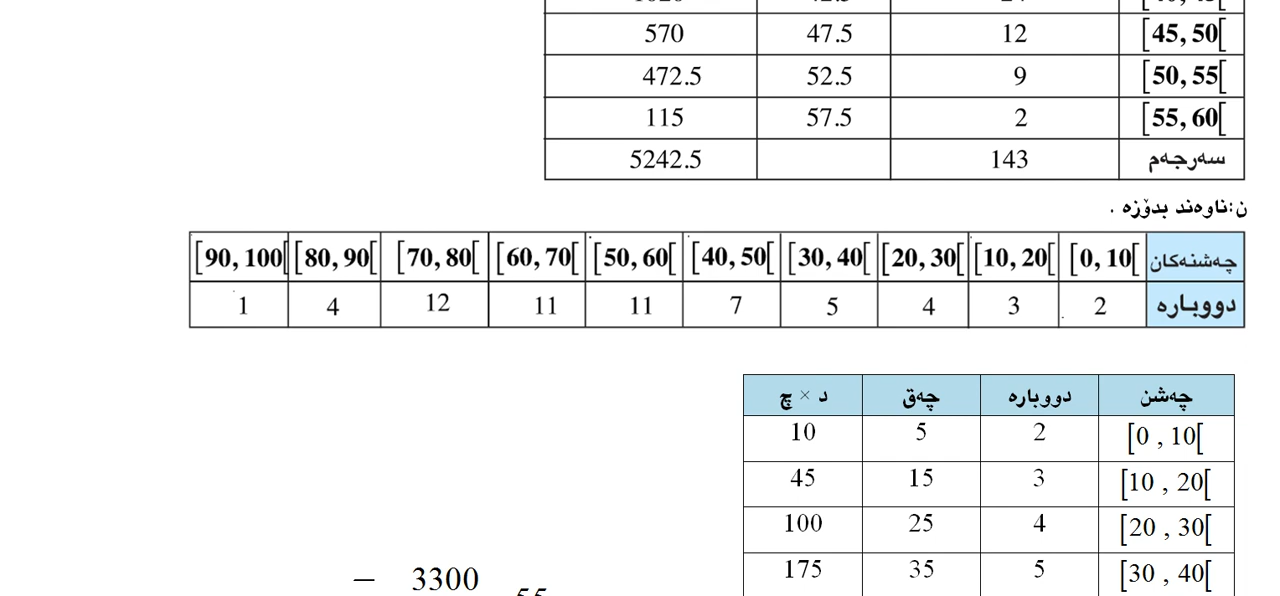 [45, 50[ 12 47.5 570
[50, 55[ 9 52.5 472.5
[55, 60[ 2 57.5 115
سەرجەم 143 5242.5
ن:ناوەند بدۆزە .
چەشنەکان [0, 10[ [10, 20[ [20, 30[ [30, 40[ [40, 50[ [50, 60[ [60, 70[ [70, 80[ [80, 90[ [90, 100[
دووبارە 2 3 4 5 7 11 11 12 4 1
چەشن دووبارە چەق د × چ
[0 , 10[ 2 5 10
[10 , 20[ 3 15 45
[20 , 30[ 4 25 100
[30 , 40[ 5 35 175
3300